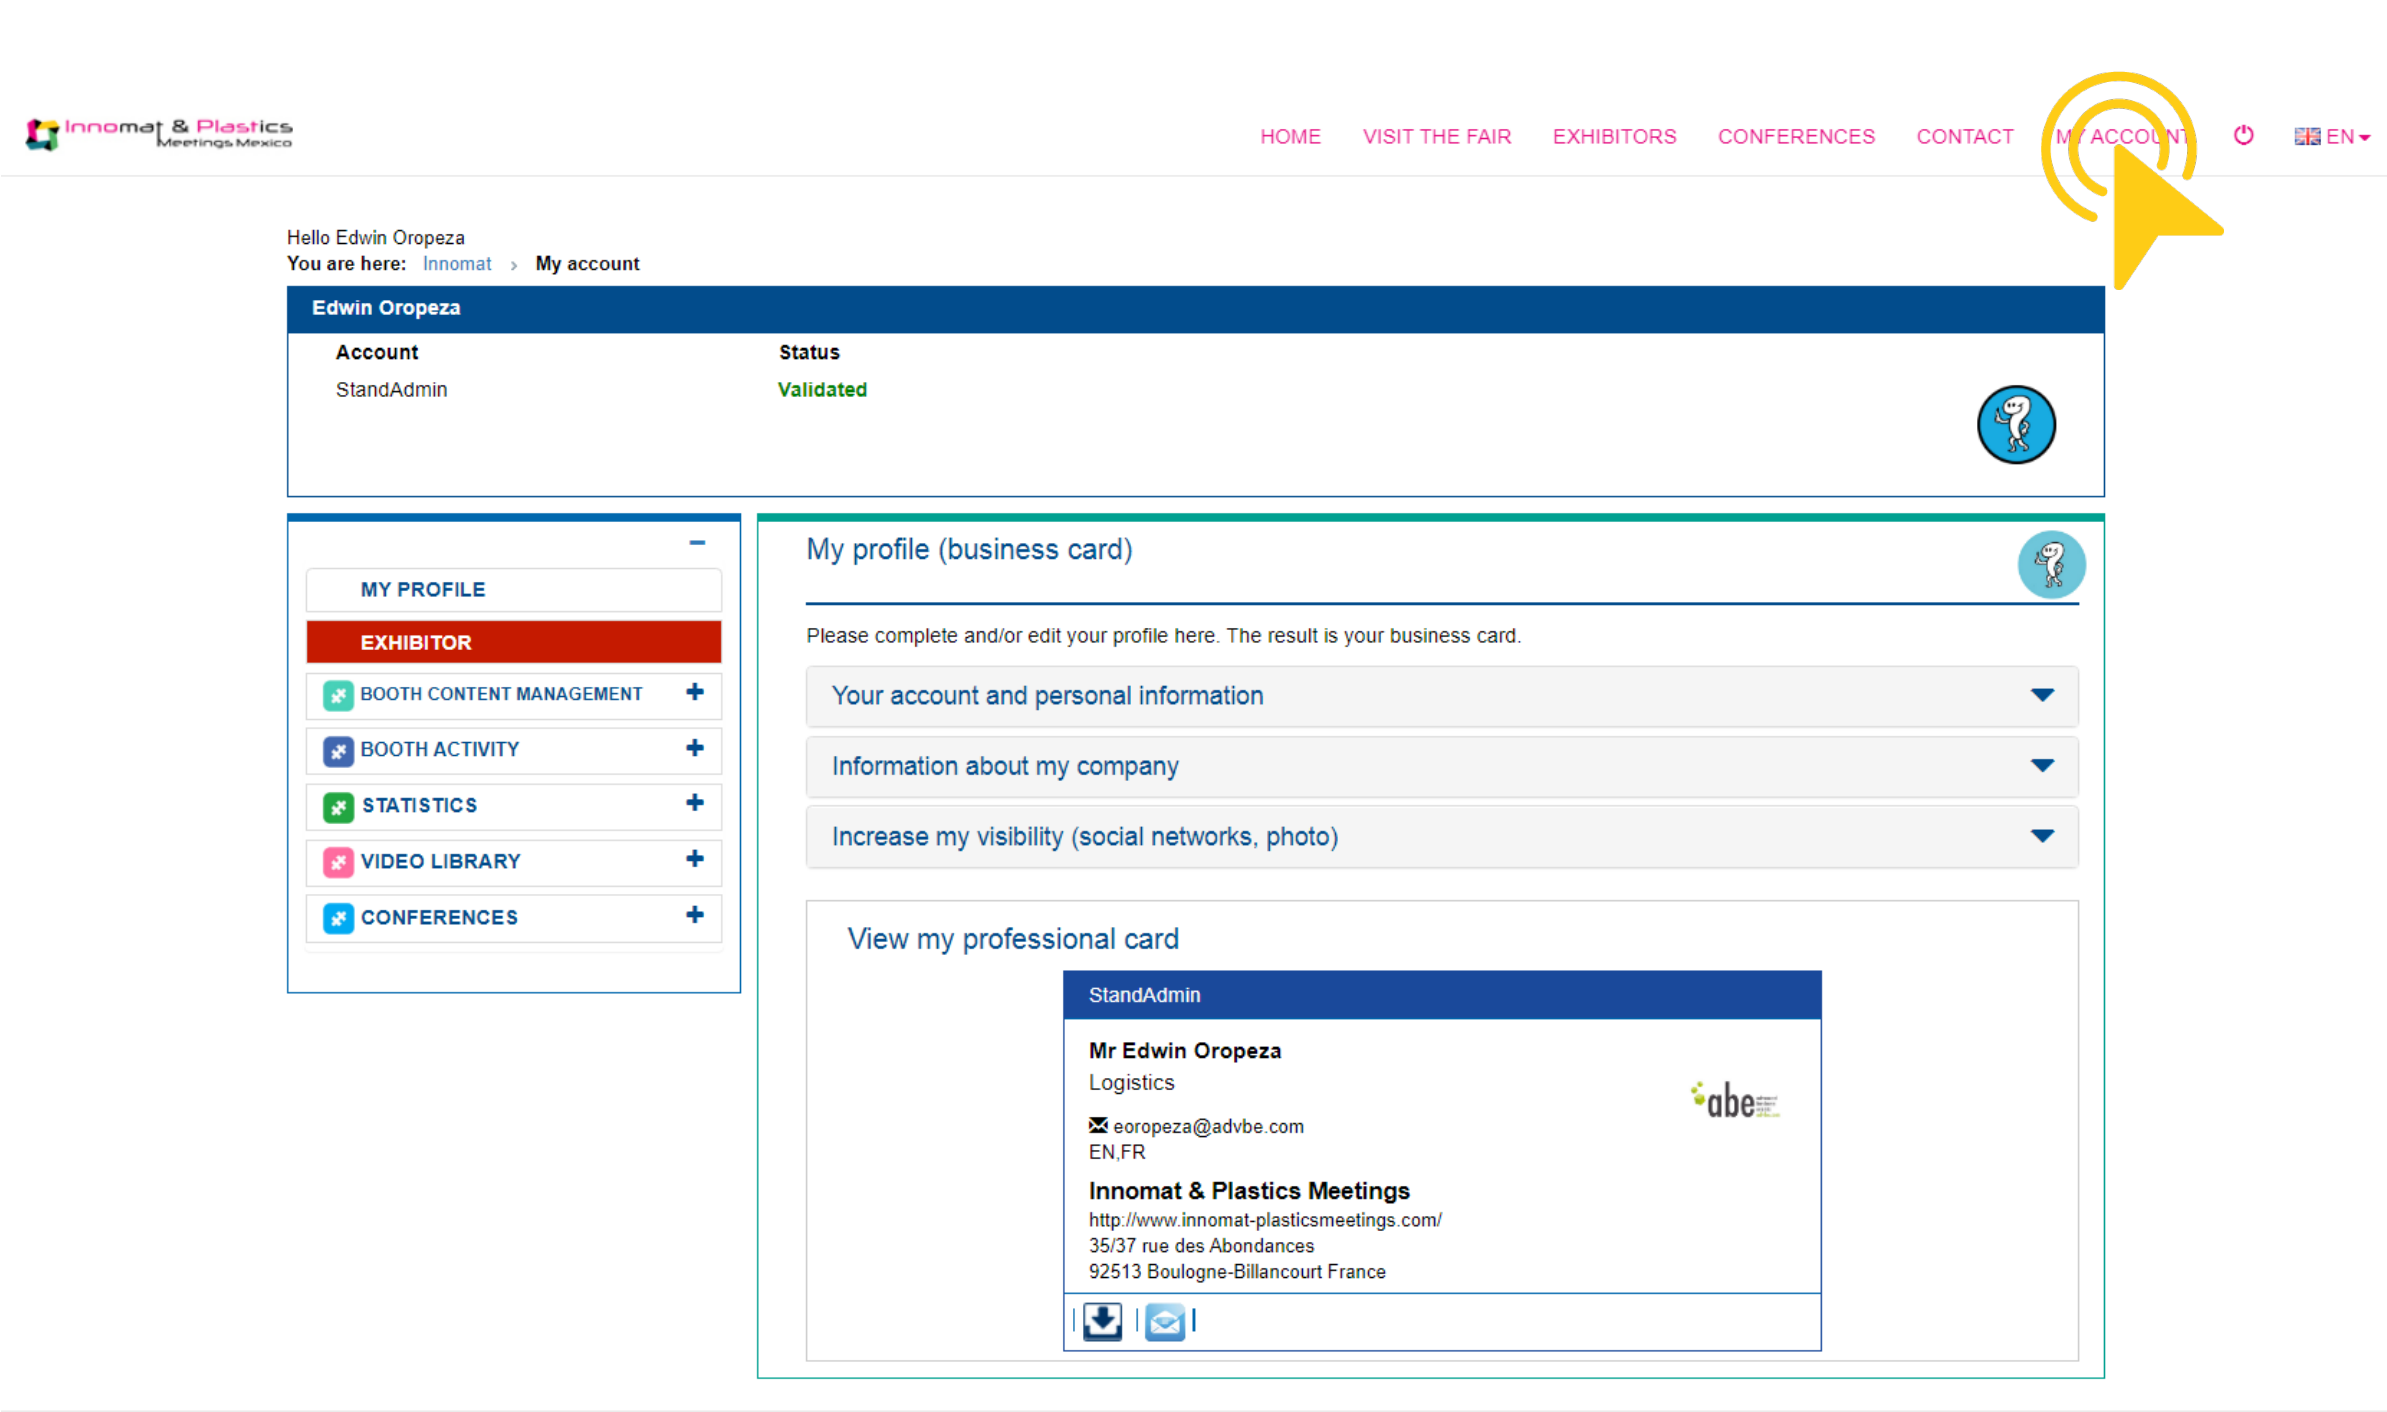 Innomat & Plastics
Meetings Mexico
HOME VISIT THE FAIR EXHIBITORS CONFERENCES CONTACT MY ACCOUNT EN
Hello Edwin Oropeza
You are here: Innomat > My account
Edwin Oropeza
Account Status
StandAdmin Validated
MY PROFILE
EXHIBITOR
BOOTH CONTENT MANAGEMENT
BOOTH ACTIVITY
STATISTICS
VIDEO LIBRARY
CONFERENCES
My profile (business card)
Please complete and/or edit your profile here. The result is your business card.
Your account and personal information
Information about my company
Increase my visibility (social networks, photo)
View my professional card
StandAdmin
Mr Edwin Oropeza
Logistics
abe
eoropeza@advbe.com
EN,FR
Innomat & Plastics Meetings
http://www.innomat-plasticsmeetings.com/
35/37 rue des Abondances
92513 Boulogne-Billancourt France